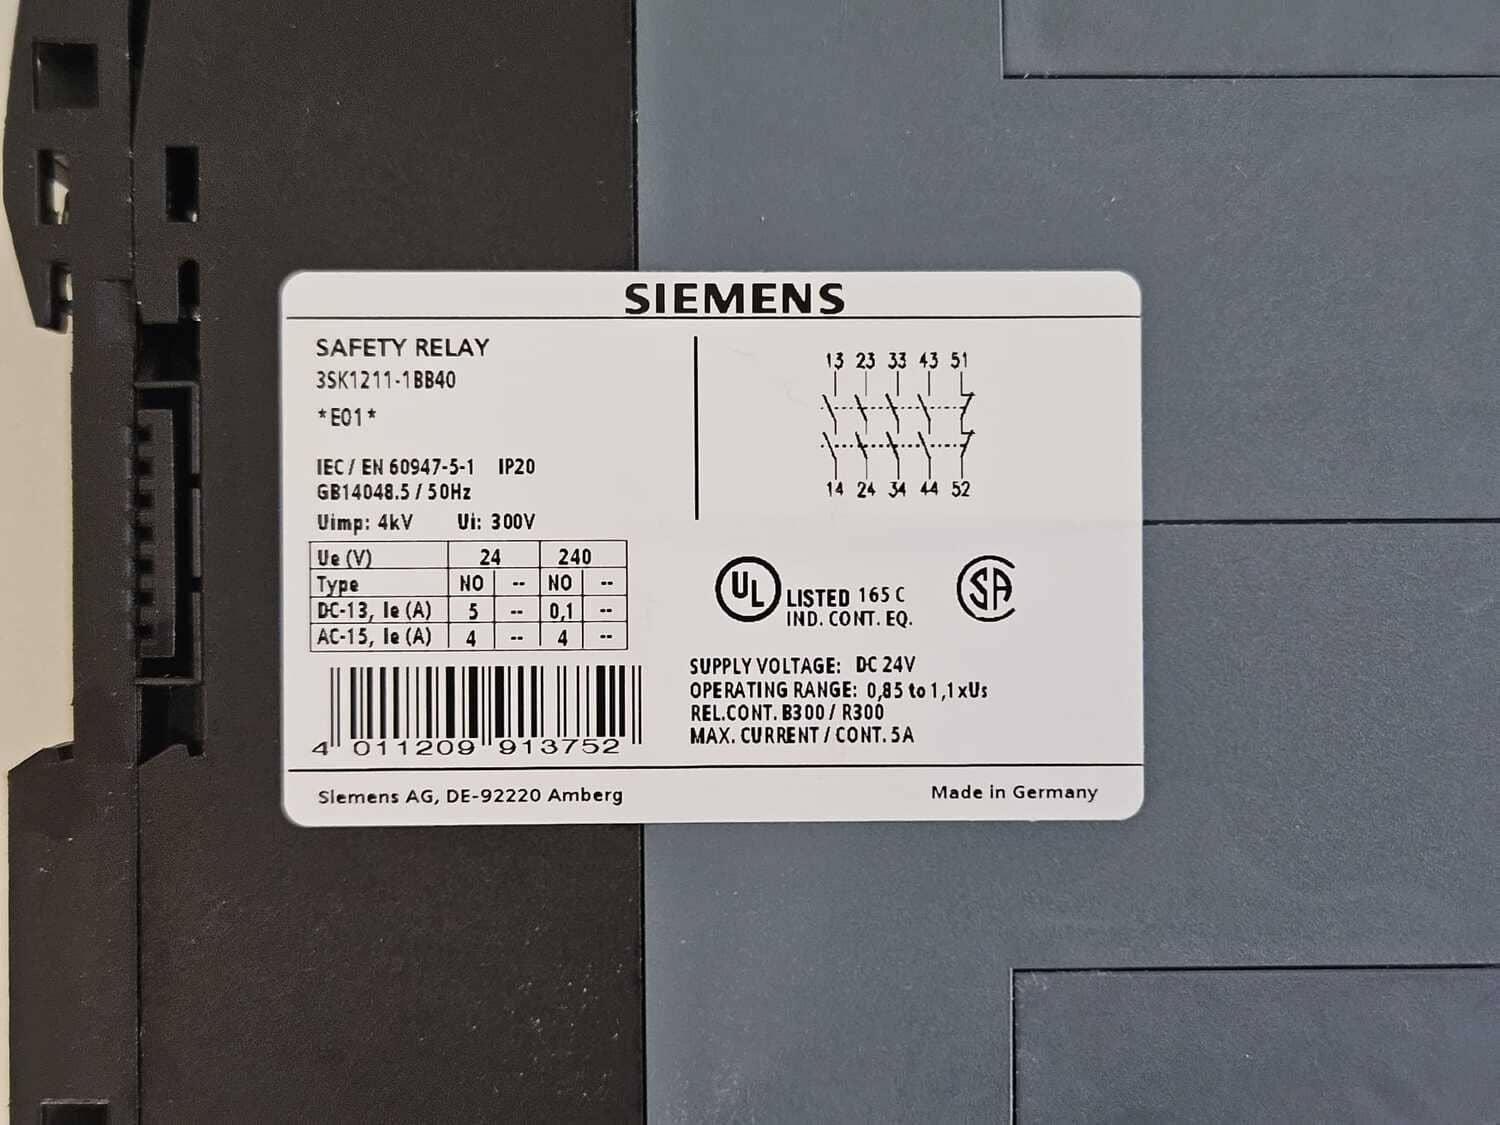 SIEMENS
SAFETY RELAY
3SK1211-1BB40
*E01*
IEC / EN 60947-5-1 IP20
GB14048.5 / 50Hz
Uimp: 4kV Ui: 300V
Ue (V) 24 240
Type NO -- NO --
DC-13, Ie (A) 5 -- 0,1 --
AC-15, Ie (A) 4 -- 4 --
4 011209 913752
13 23 33 43 51
14 24 34 44 52
UL LISTED 165 C
IND. CONT. EQ.
SA
SUPPLY VOLTAGE: DC 24V
OPERATING RANGE: 0,85 to 1,1xUs
REL.CONT. B300 / R300
MAX. CURRENT / CONT. 5A
Siemens AG, DE-92220 Amberg
Made in Germany